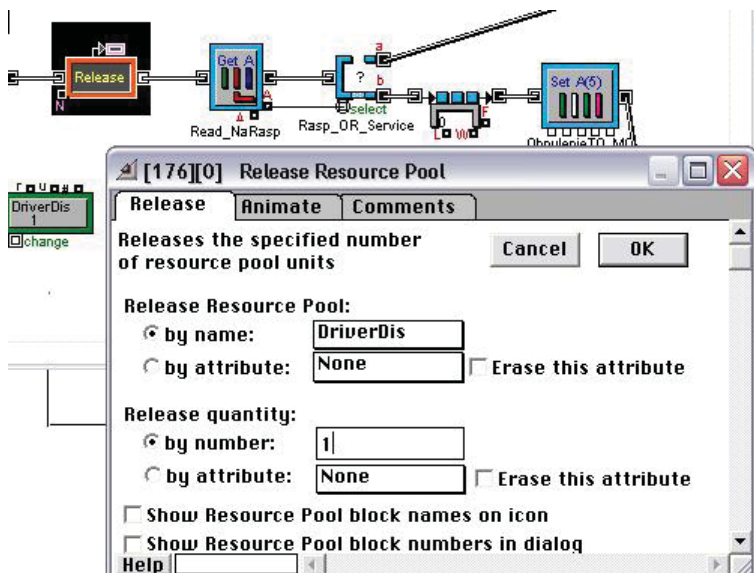 a
Get A
Release
?
b
Set A(5)
N
A
A
select
0
F
Read_NaRasp
Rasp_OR_Service
L W
ObnulenieTO_MO
[176][0] Release Resource Pool
Release
Animate
Comments
DriverDis
1
change
Releases the specified number
of resource pool units
Cancel
OK
Release Resource Pool:
by name:
DriverDis
by attribute:
None
Erase this attribute
Release quantity:
by number:
1
by attribute:
None
Erase this attribute
Show Resource Pool block names on icon
Show Resource Pool block numbers in dialog
Help